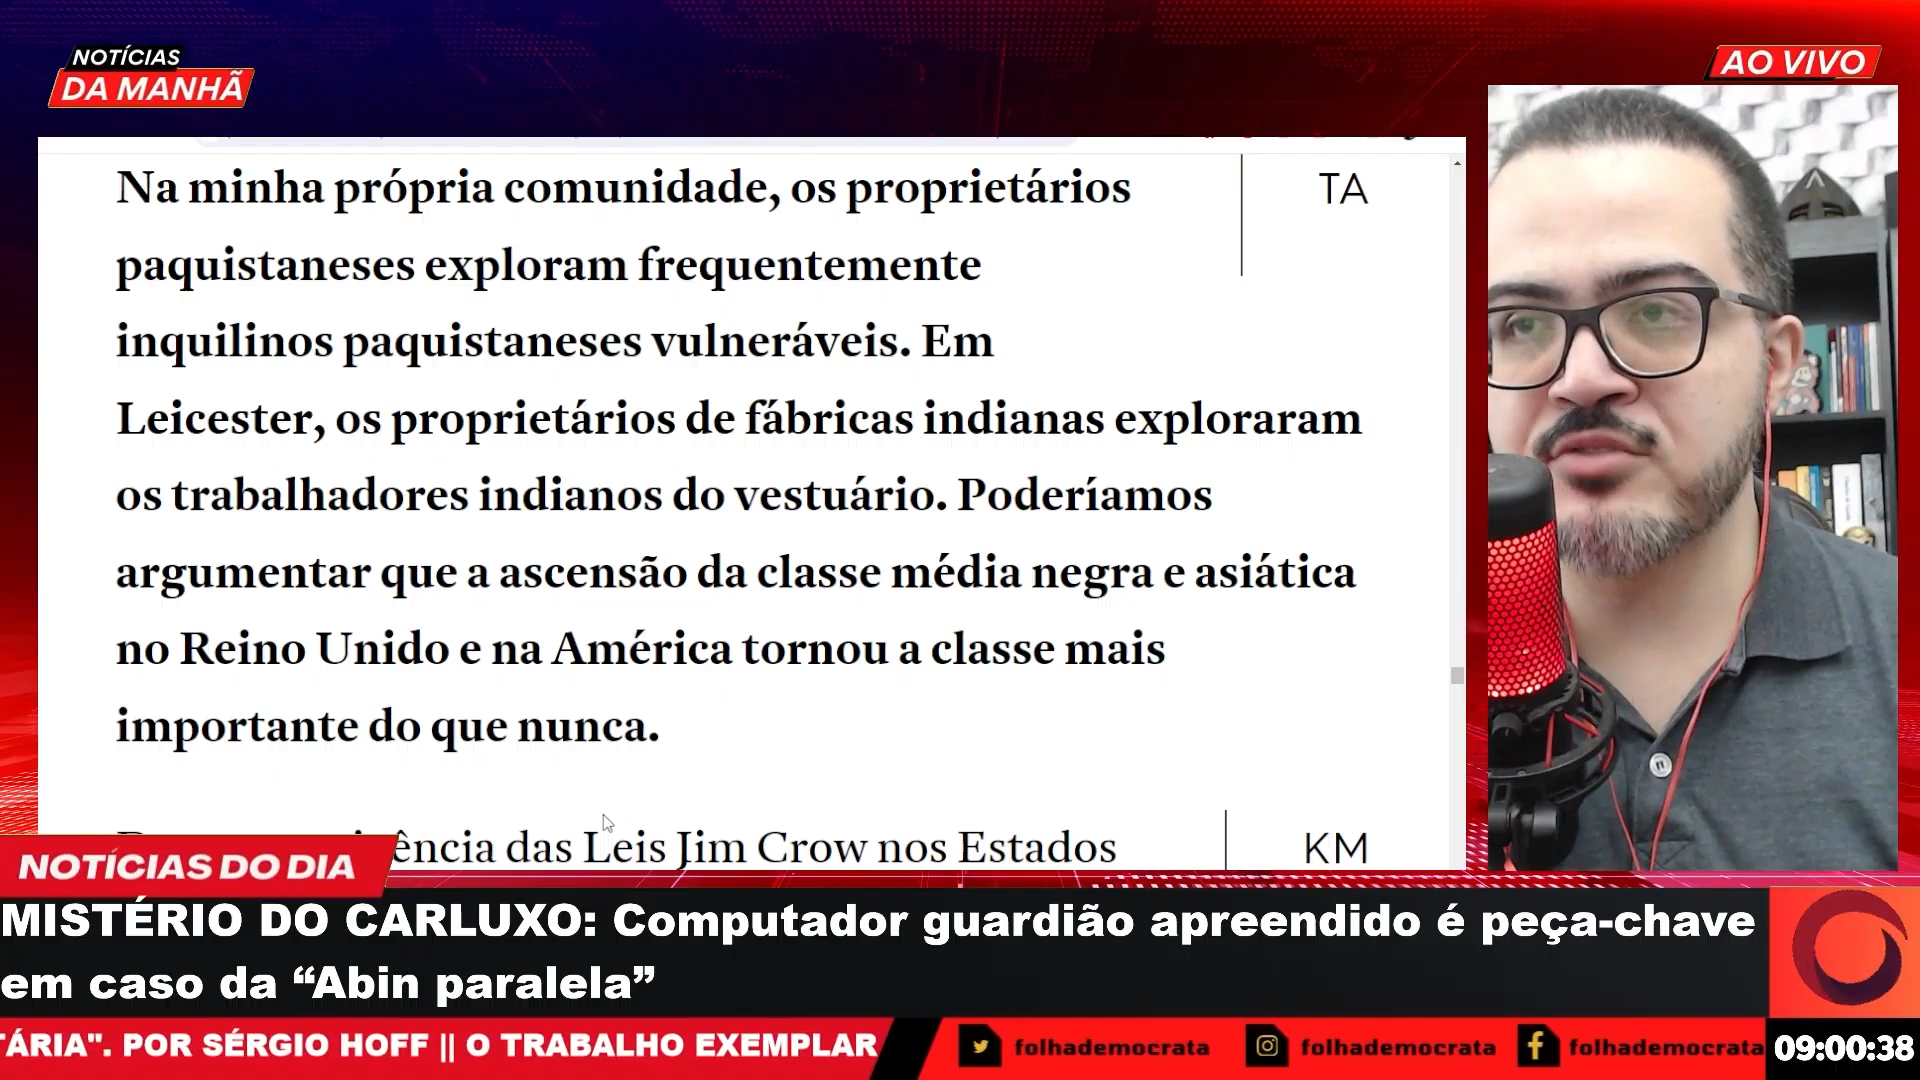 NOTÍCIAS
DA MANHÃ
AO VIVO
Na minha própria comunidade, os proprietários
paquistaneses exploram frequentemente
inquilinos paquistaneses vulneráveis. Em
Leicester, os proprietários de fábricas indianas exploraram
os trabalhadores indianos do vestuário. Poderíamos
argumentar que a ascensão da classe média negra e asiática
no Reino Unido e na América tornou a classe mais
importante do que nunca.
TA
das Leis Jim Crow nos Estados
KM
NOTÍCIAS DO DIA
MISTÉRIO DO CARLUXO: Computador guardião apreendido é peça-chave
em caso da “Abin paralela”
TÁRIA". POR SÉRGIO HOFF || O TRABALHO EXEMPLAR
folhademocrata
folhademocrata
folhademocrata
09:00:38